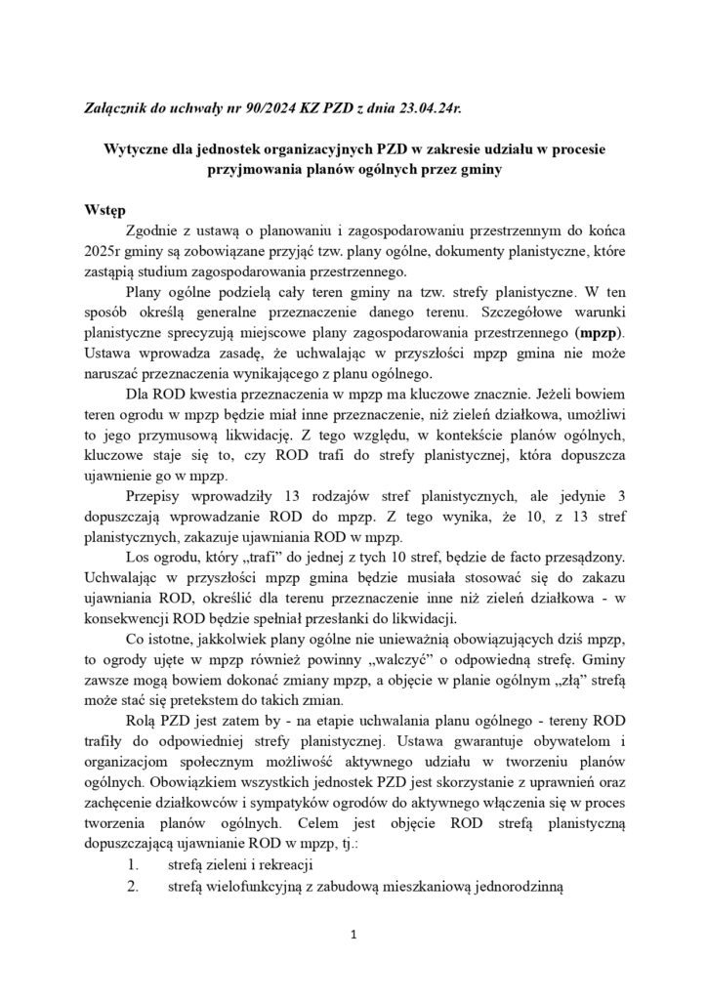 Załącznik do uchwały nr 90/2024 KZ PZD z dnia 23.04.24r.
Wytyczne dla jednostek organizacyjnych PZD w zakresie udziału w procesie
przyjmowania planów ogólnych przez gminy
Wstęp
Zgodnie z ustawą o planowaniu i zagospodarowaniu przestrzennym do końca
2025r gminy są zobowiązane przyjąć tzw. plany ogólne, dokumenty planistyczne, które
zastąpią studium zagospodarowania przestrzennego.
Plany ogólne podzielą cały teren gminy na tzw. strefy planistyczne. W ten
sposób określą generalne przeznaczenie danego terenu. Szczegółowe warunki
planistyczne sprecyzują miejscowe plany zagospodarowania przestrzennego (mpzp).
Ustawa wprowadza zasadę, że uchwalając w przyszłości mpzp gmina nie może
naruszać przeznaczenia wynikającego z planu ogólnego.
Dla ROD kwestia przeznaczenia w mpzp ma kluczowe znacznie. Jeżeli bowiem
teren ogrodu w mpzp będzie miał inne przeznaczenie, niż zieleń działkowa, umożliwi
to jego przymusową likwidację. Z tego względu, w kontekście planów ogólnych,
kluczowe staje się to, czy ROD trafi do strefy planistycznej, która dopuszcza
ujawnienie go w mpzp.
Przepisy wprowadziły 13 rodzajów stref planistycznych, ale jedynie 3
dopuszczają wprowadzanie ROD do mpzp. Z tego wynika, że 10, z 13 stref
planistycznych, zakazuje ujawniania ROD w mpzp.
Los ogrodu, który „trafi” do jednej z tych 10 stref, będzie de facto przesądzony.
Uchwalając w przyszłości mpzp gmina będzie musiała stosować się do zakazu
ujawniania ROD, określić dla terenu przeznaczenie inne niż zieleń działkowa - w
konsekwencji ROD będzie spełniał przesłanki do likwidacji.
Co istotne, jakkolwiek plany ogólne nie unieważnią obowiązujących dziś mpzp,
to ogrody ujęte w mpzp również powinny „walczyć” o odpowiednią strefę. Gminy
zawsze mogą bowiem dokonać zmiany mpzp, a objęcie w planie ogólnym „złą” strefą
może stać się pretekstem do takich zmian.
Rolą PZD jest zatem by - na etapie uchwalania planu ogólnego - tereny ROD
trafiły do odpowiedniej strefy planistycznej. Ustawa gwarantuje obywatelom i
organizacjom społecznym możliwość aktywnego udziału w tworzeniu planów
ogólnych. Obowiązkiem wszystkich jednostek PZD jest skorzystanie z uprawnień oraz
zachęcenie działkowców i sympatyków ogrodów do aktywnego włączenia się w proces
tworzenia planów ogólnych. Celem jest objęcie ROD strefą planistyczną
dopuszczającą ujawnianie ROD w mpzp, tj.:
1. strefą zieleni i rekreacji
2. strefą wielofunkcyjną z zabudową mieszkaniową jednorodzinną
1